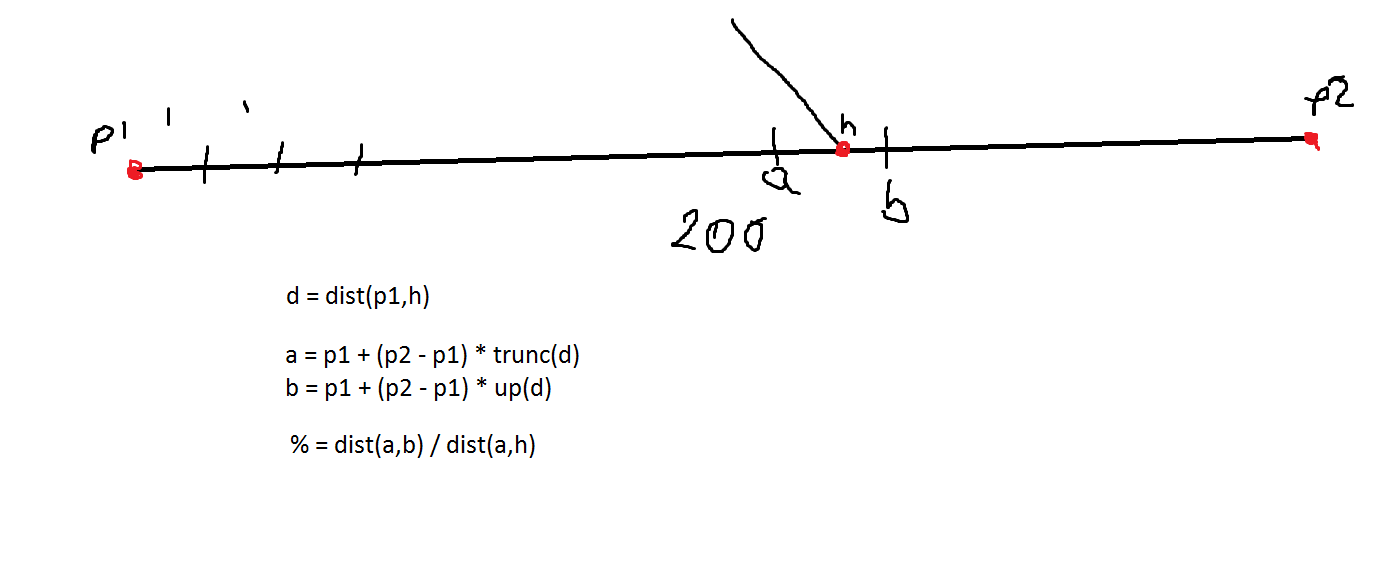 p1
h
p2
a
b
200
d = dist(p1,h)
a = p1 + (p2 - p1) * trunc(d)
b = p1 + (p2 - p1) * up(d)
% = dist(a,b) / dist(a,h)